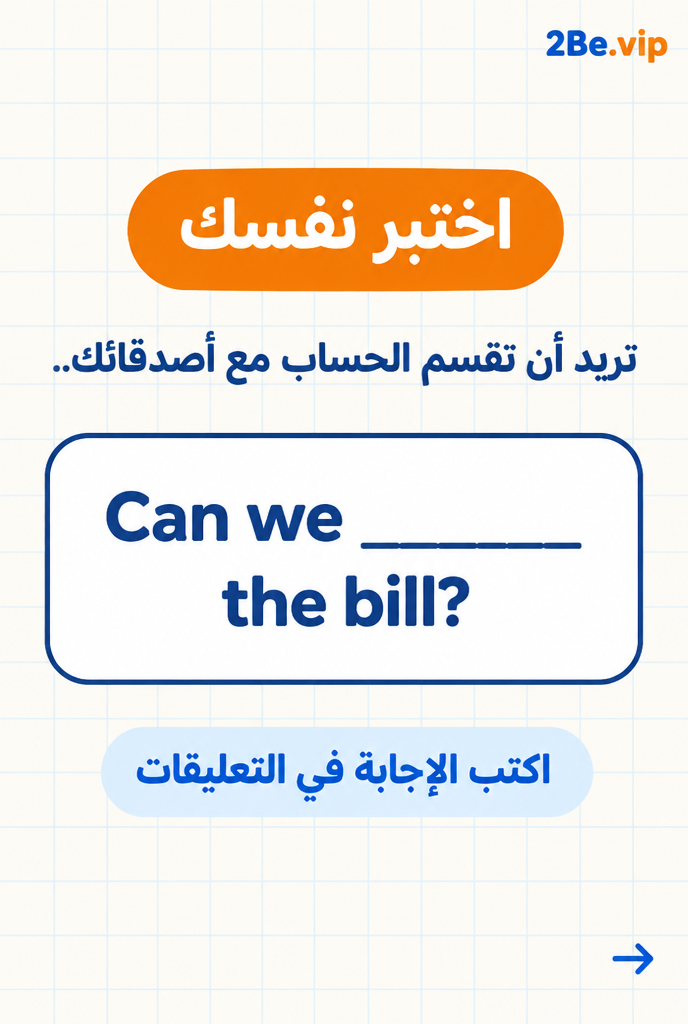 2Be.vip
اختبر نفسك
تريد أن تقسم الحساب مع أصدقائك..
Can we ______
the bill?
اكتب الإجابة في التعليقات
→